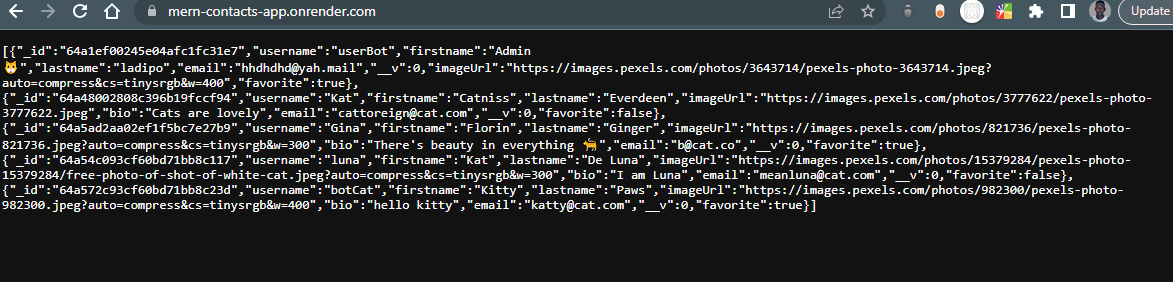 mern-contacts-app.onrender.com
Update
[{"_id":"64a1ef00245e04afc1fc31e7","username":"userBot","firstname":"Admin
🐱","lastname":"ladipo","email":"hhdhdhd@yah.mail","__v":0,"imageUrl":"https://images.pexels.com/photos/3643714/pexels-photo-3643714.jpeg?
auto=compress&cs=tinysrgb&w=400","favorite":true},
{"_id":"64a48002808c396b19fccf94","username":"Kat","firstname":"Catniss","lastname":"Everdeen","imageUrl":"https://images.pexels.com/photos/3777622/pexels-photo-
3777622.jpeg","bio":"Cats are lovely","email":"cattoreign@cat.com","__v":0,"favorite":false},
{"_id":"64a5ad2aa02ef1f5bc7e27b9","username":"Gina","firstname":"Florin","lastname":"Ginger","imageUrl":"https://images.pexels.com/photos/821736/pexels-photo-
821736.jpeg?auto=compress&cs=tinysrgb&w=300","bio":"There's beauty in everything 🐈","email":"b@cat.co","__v":0,"favorite":true},
{"_id":"64a54c093cf60bd71bb8c117","username":"luna","firstname":"Kat","lastname":"De Luna","imageUrl":"https://images.pexels.com/photos/15379284/pexels-photo-
15379284/free-photo-of-shot-of-white-cat.jpeg?auto=compress&cs=tinysrgb&w=300","bio":"I am Luna","email":"meanluna@cat.com","__v":0,"favorite":false},
{"_id":"64a572c93cf60bd71bb8c23d","username":"botCat","firstname":"Kitty","lastname":"Paws","imageUrl":"https://images.pexels.com/photos/982300/pexels-photo-
982300.jpeg?auto=compress&cs=tinysrgb&w=400","bio":"hello kitty","email":"katty@cat.com","__v":0,"favorite":true}]